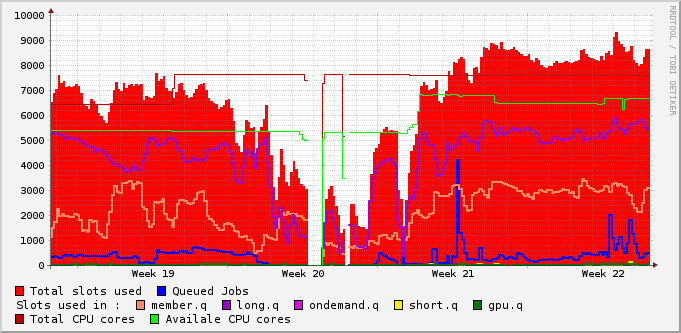 RRDTOOL / TOBI OETIKER
10000
9000
8000
7000
6000
5000
4000
3000
2000
1000
0
Week 19 Week 20 Week 21 Week 22
Total slots used Queued Jobs
Slots used in : member.q long.q ondemand.q short.q gpu.q
Total CPU cores Availale CPU cores